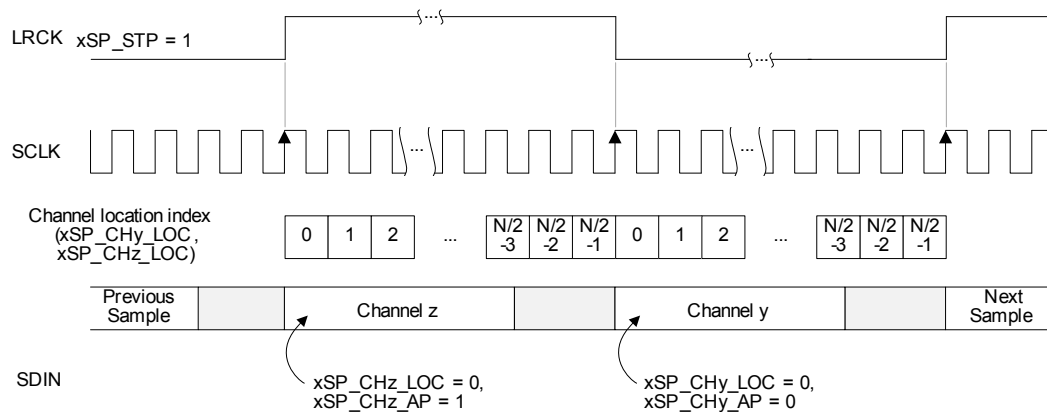 ...
LRCK xSP_STP = 1
...
SCLK
... ...
Channel location index
(xSP_CHy_LOC,
xSP_CHz_LOC)
0 1 2 ... N/2 -3 N/2 -2 N/2 -1 0 1 2 ... N/2 -3 N/2 -2 N/2 -1
Previous
Sample
Channel z
Channel y
Next
Sample
SDIN
xSP_CHz_LOC = 0,
xSP_CHz_AP = 1
xSP_CHy_LOC = 0,
xSP_CHy_AP = 0